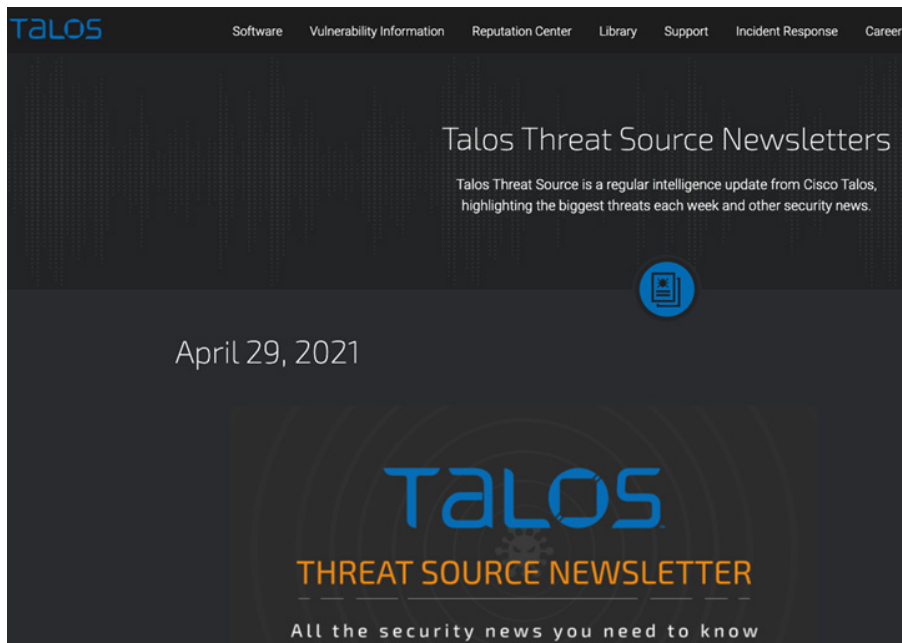 TALOS
Software Vulnerability Information Reputation Center Library Support Incident Response Career
Talos Threat Source Newsletters
Talos Threat Source is a regular intelligence update from Cisco Talos,
highlighting the biggest threats each week and other security news.
April 29, 2021
TALOS
THREAT SOURCE NEWSLETTER
All the security news you need to know